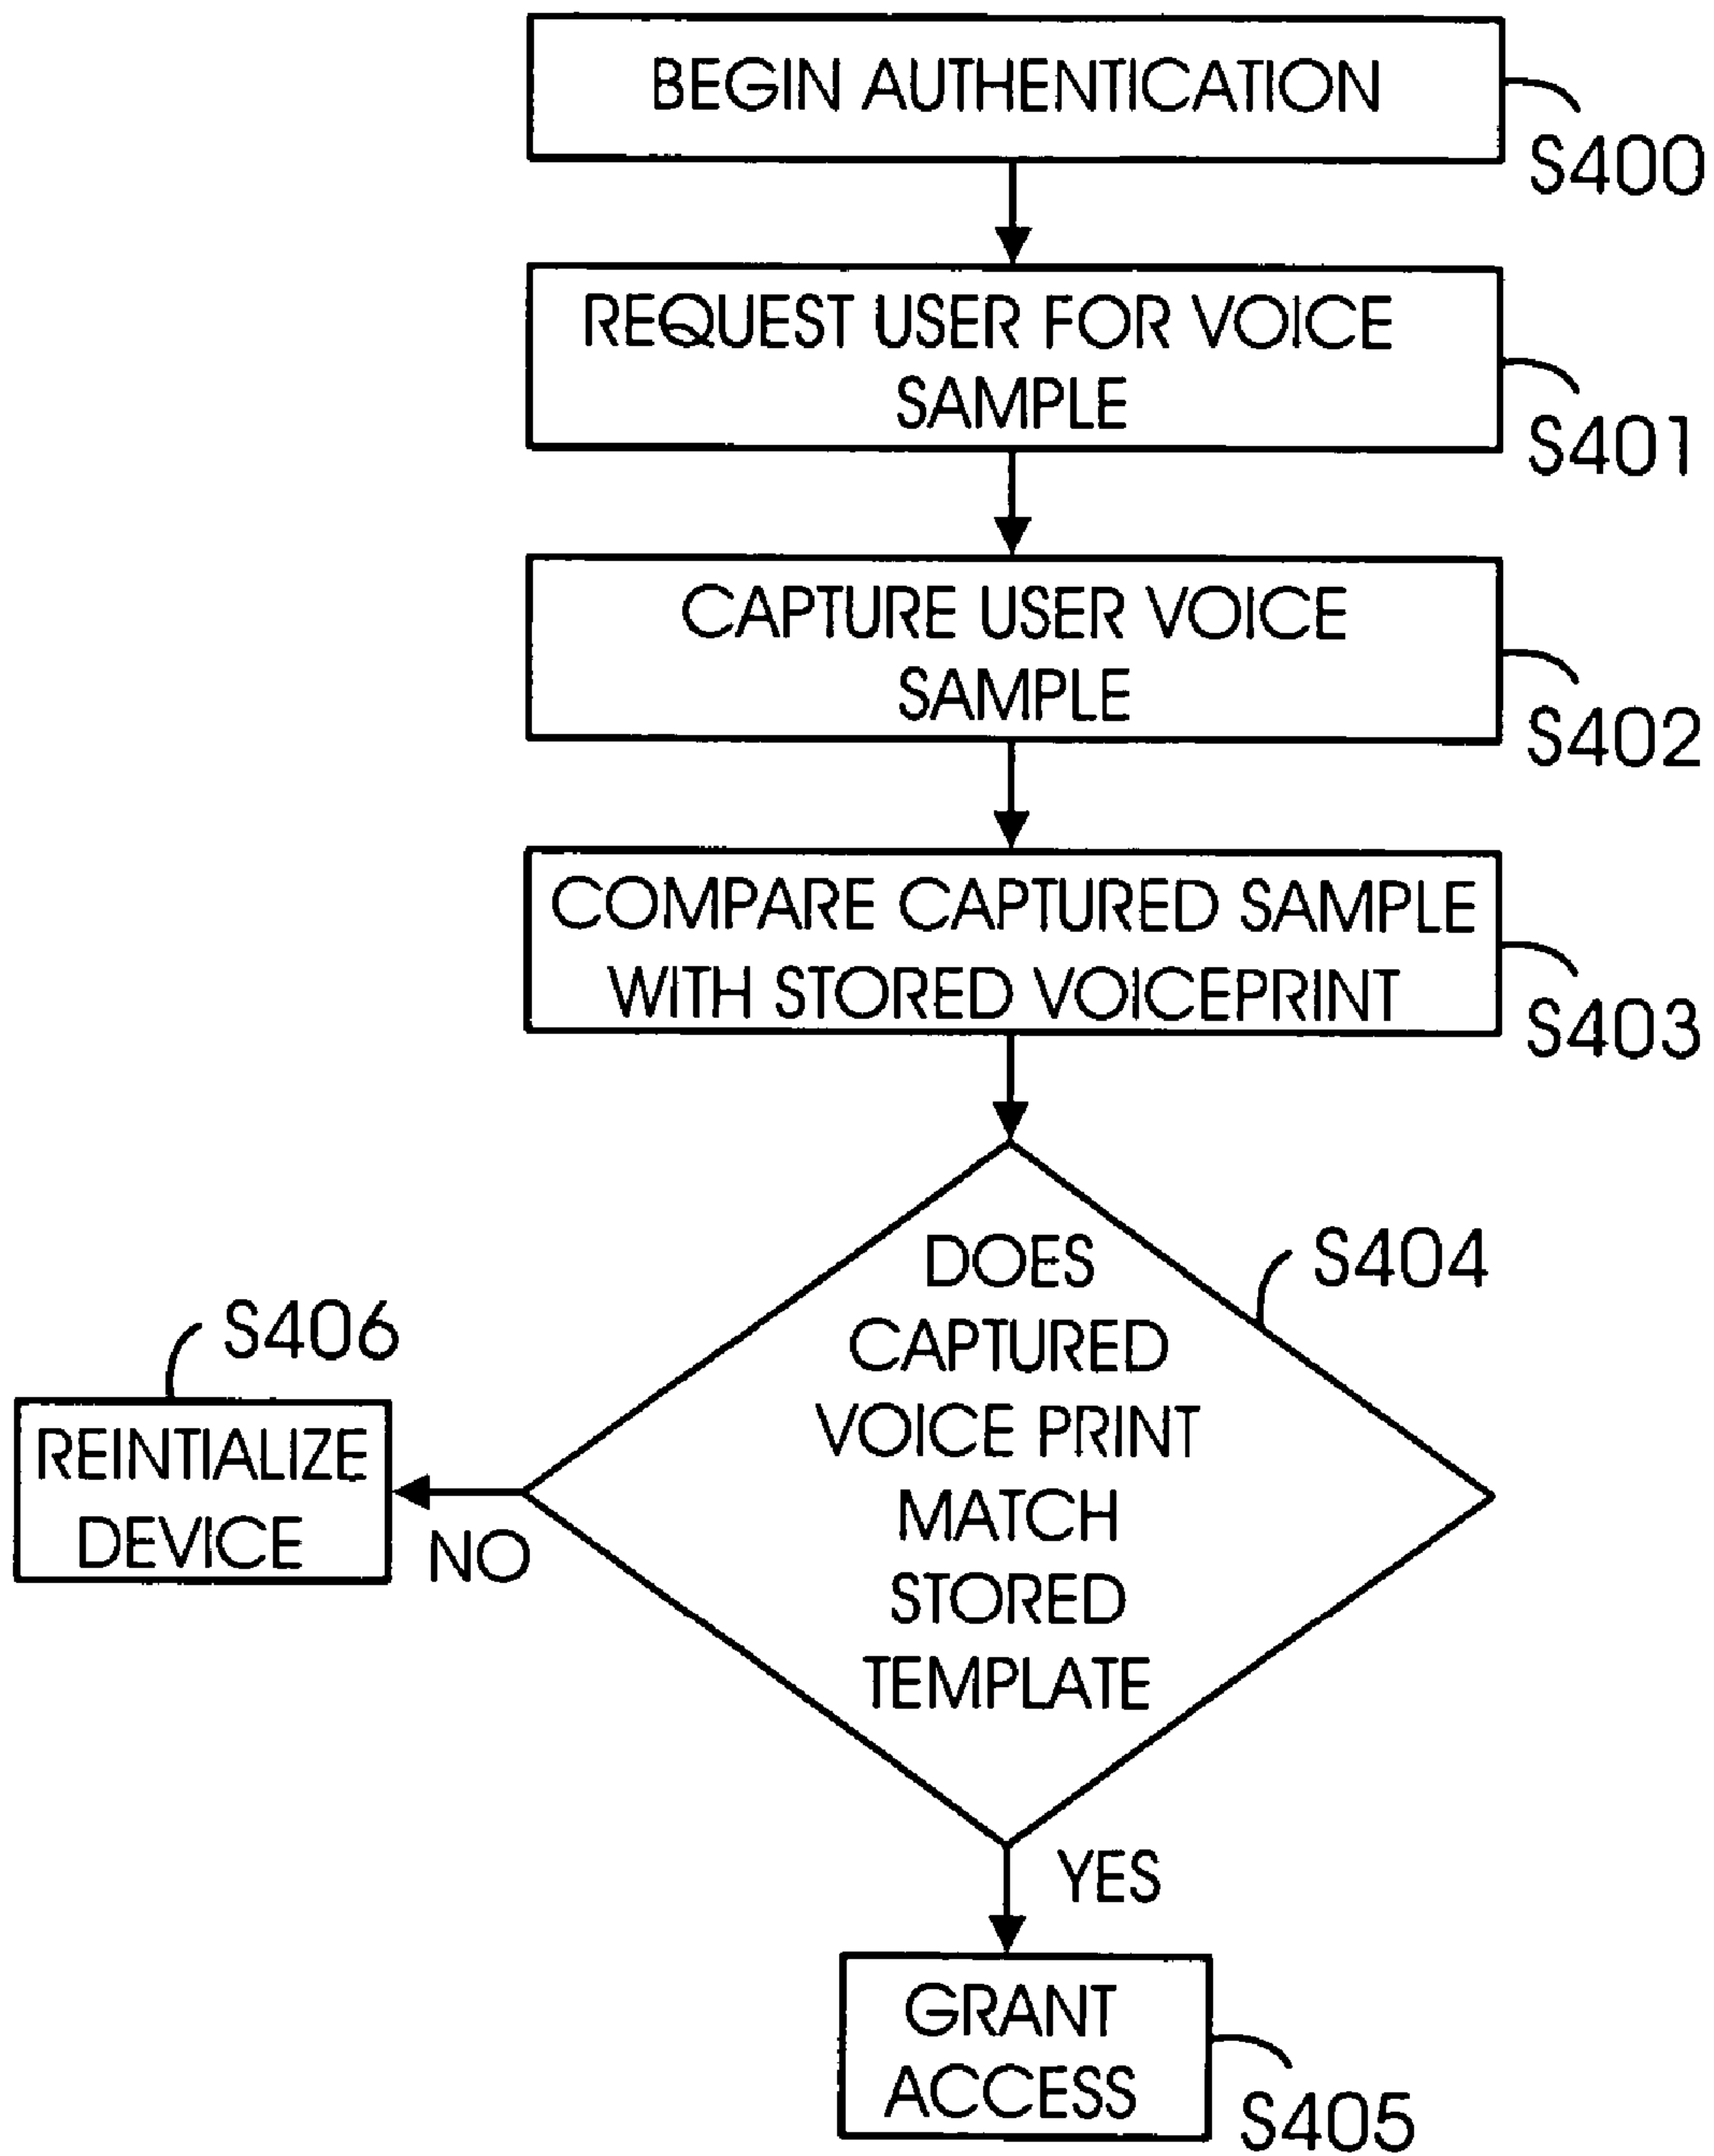 BEGIN AUTHENTICATION
S400
REQUEST USER FOR VOICE
SAMPLE
S401
CAPTURE USER VOICE
SAMPLE
S402
COMPARE CAPTURED SAMPLE
WITH STORED VOICEPRINT
S403
DOES
CAPTURED
VOICE PRINT
MATCH
STORED
TEMPLATE
S404
S406
REINTIALIZE
DEVICE
NO
YES
GRANT
ACCESS
S405